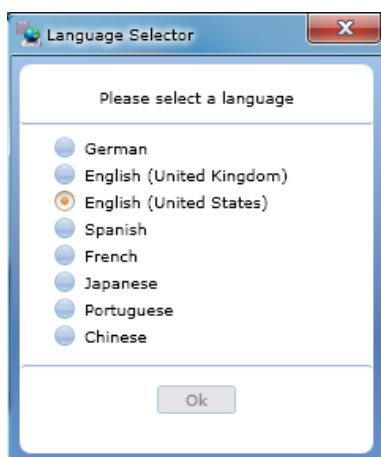 Language Selector
Please select a language
German
English (United Kingdom)
English (United States)
Spanish
French
Japanese
Portuguese
Chinese
Ok